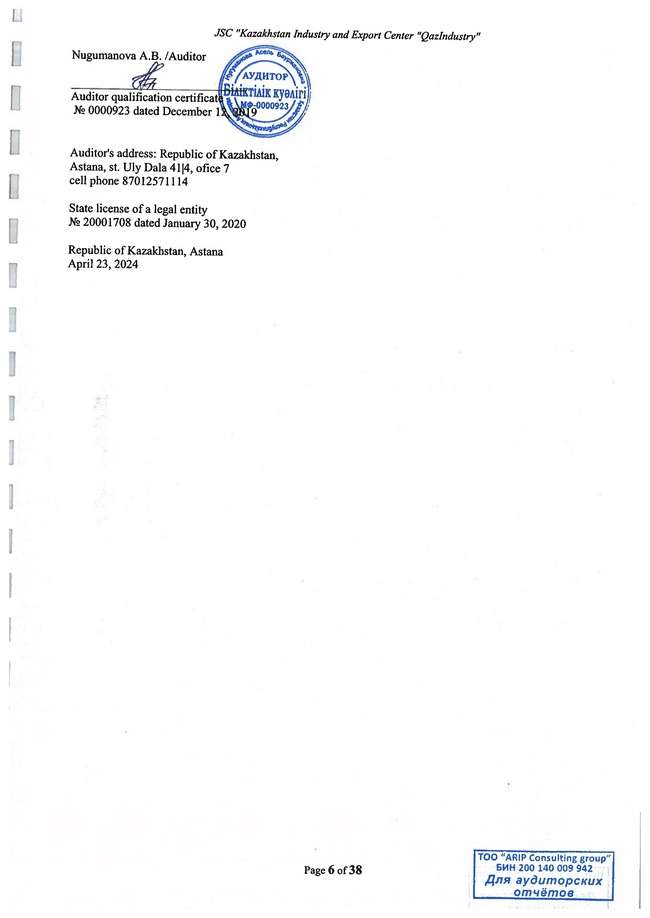 JSC "Kazakhstan Industry and Export Center "QazIndustry"
Nugumanova A.B. /Auditor
Нугуманова Асель Бауржановна
АУДИТОР
Біліктілік куәлігі
МФ-0000923
Auditor qualification certificate
№ 0000923 dated December 12, 2019
Auditor's address: Republic of Kazakhstan,
Astana, st. Uly Dala 41|4, ofice 7
cell phone 87012571114
State license of a legal entity
№ 20001708 dated January 30, 2020
Republic of Kazakhstan, Astana
April 23, 2024
Page 6 of 38
ТОО "ARIP Consulting group"
БИН 200 140 009 942
Для аудиторских
отчётов